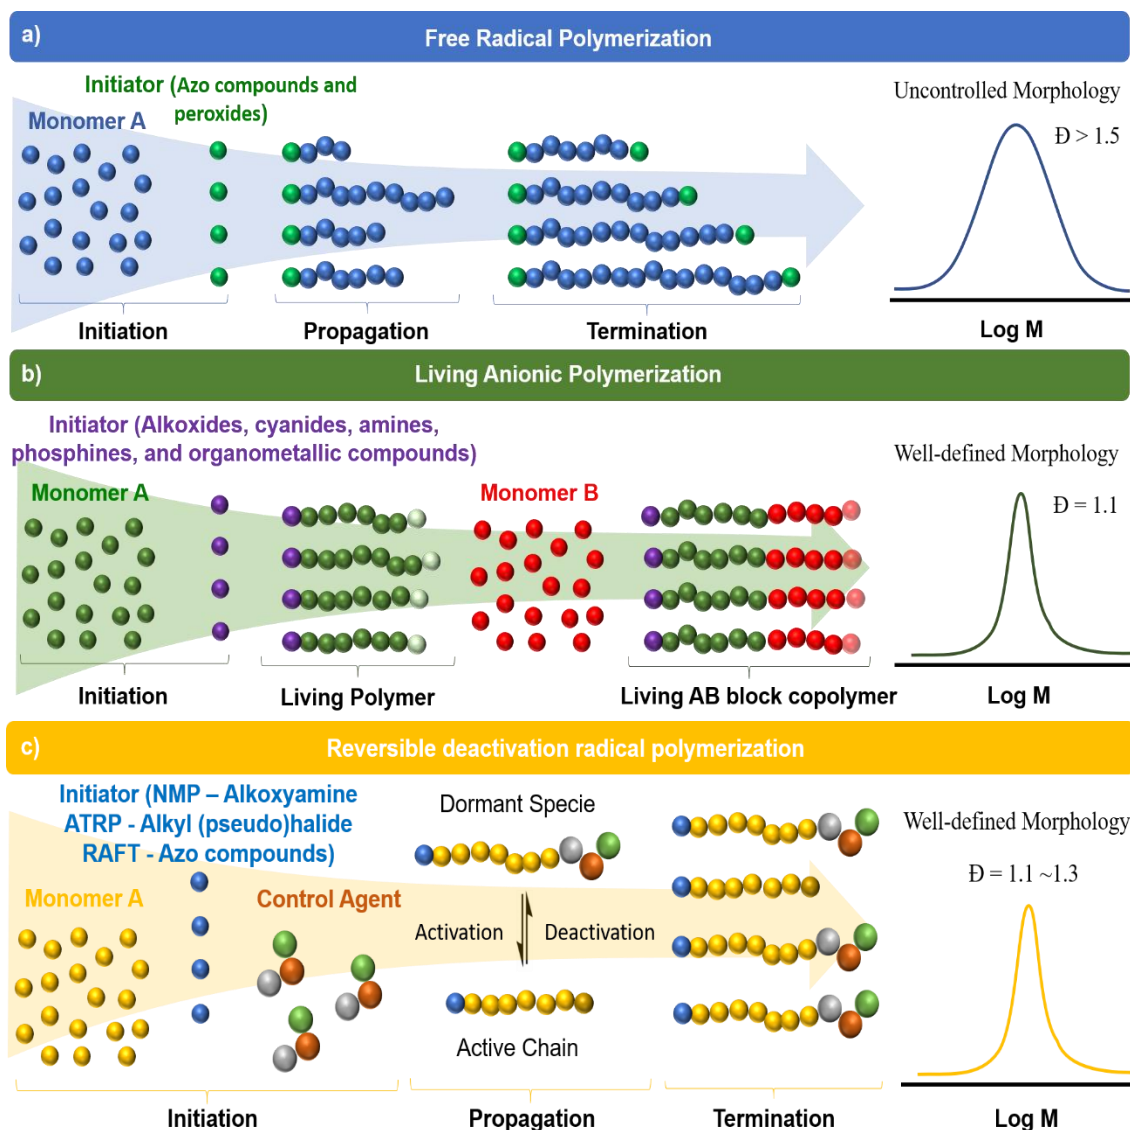 a)
Free Radical Polymerization
Initiator (Azo compounds and
peroxides)
Monomer A
Uncontrolled Morphology
Đ > 1.5
Initiation
Propagation
Termination
Log M
b)
Living Anionic Polymerization
Initiator (Alkoxides, cyanides, amines,
phosphines, and organometallic compounds)
Monomer A
Monomer B
Well-defined Morphology
Đ = 1.1
Initiation
Living Polymer
Living AB block copolymer
Log M
c)
Reversible deactivation radical polymerization
Initiator (NMP – Alkoxyamine
ATRP - Alkyl (pseudo)halide
RAFT - Azo compounds)
Monomer A
Control Agent
Dormant Specie
Activation
Deactivation
Active Chain
Well-defined Morphology
Đ = 1.1 ~1.3
Initiation
Propagation
Termination
Log M